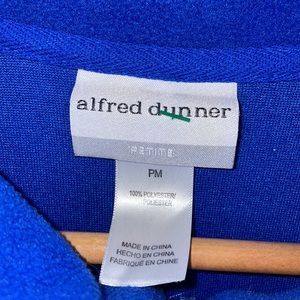 alfred dunner
PETITE
PM
100% POLYESTER/
POLYESTER
MADE IN CHINA
HECHO EN CHINA
FABRIQUÉ EN CHINE